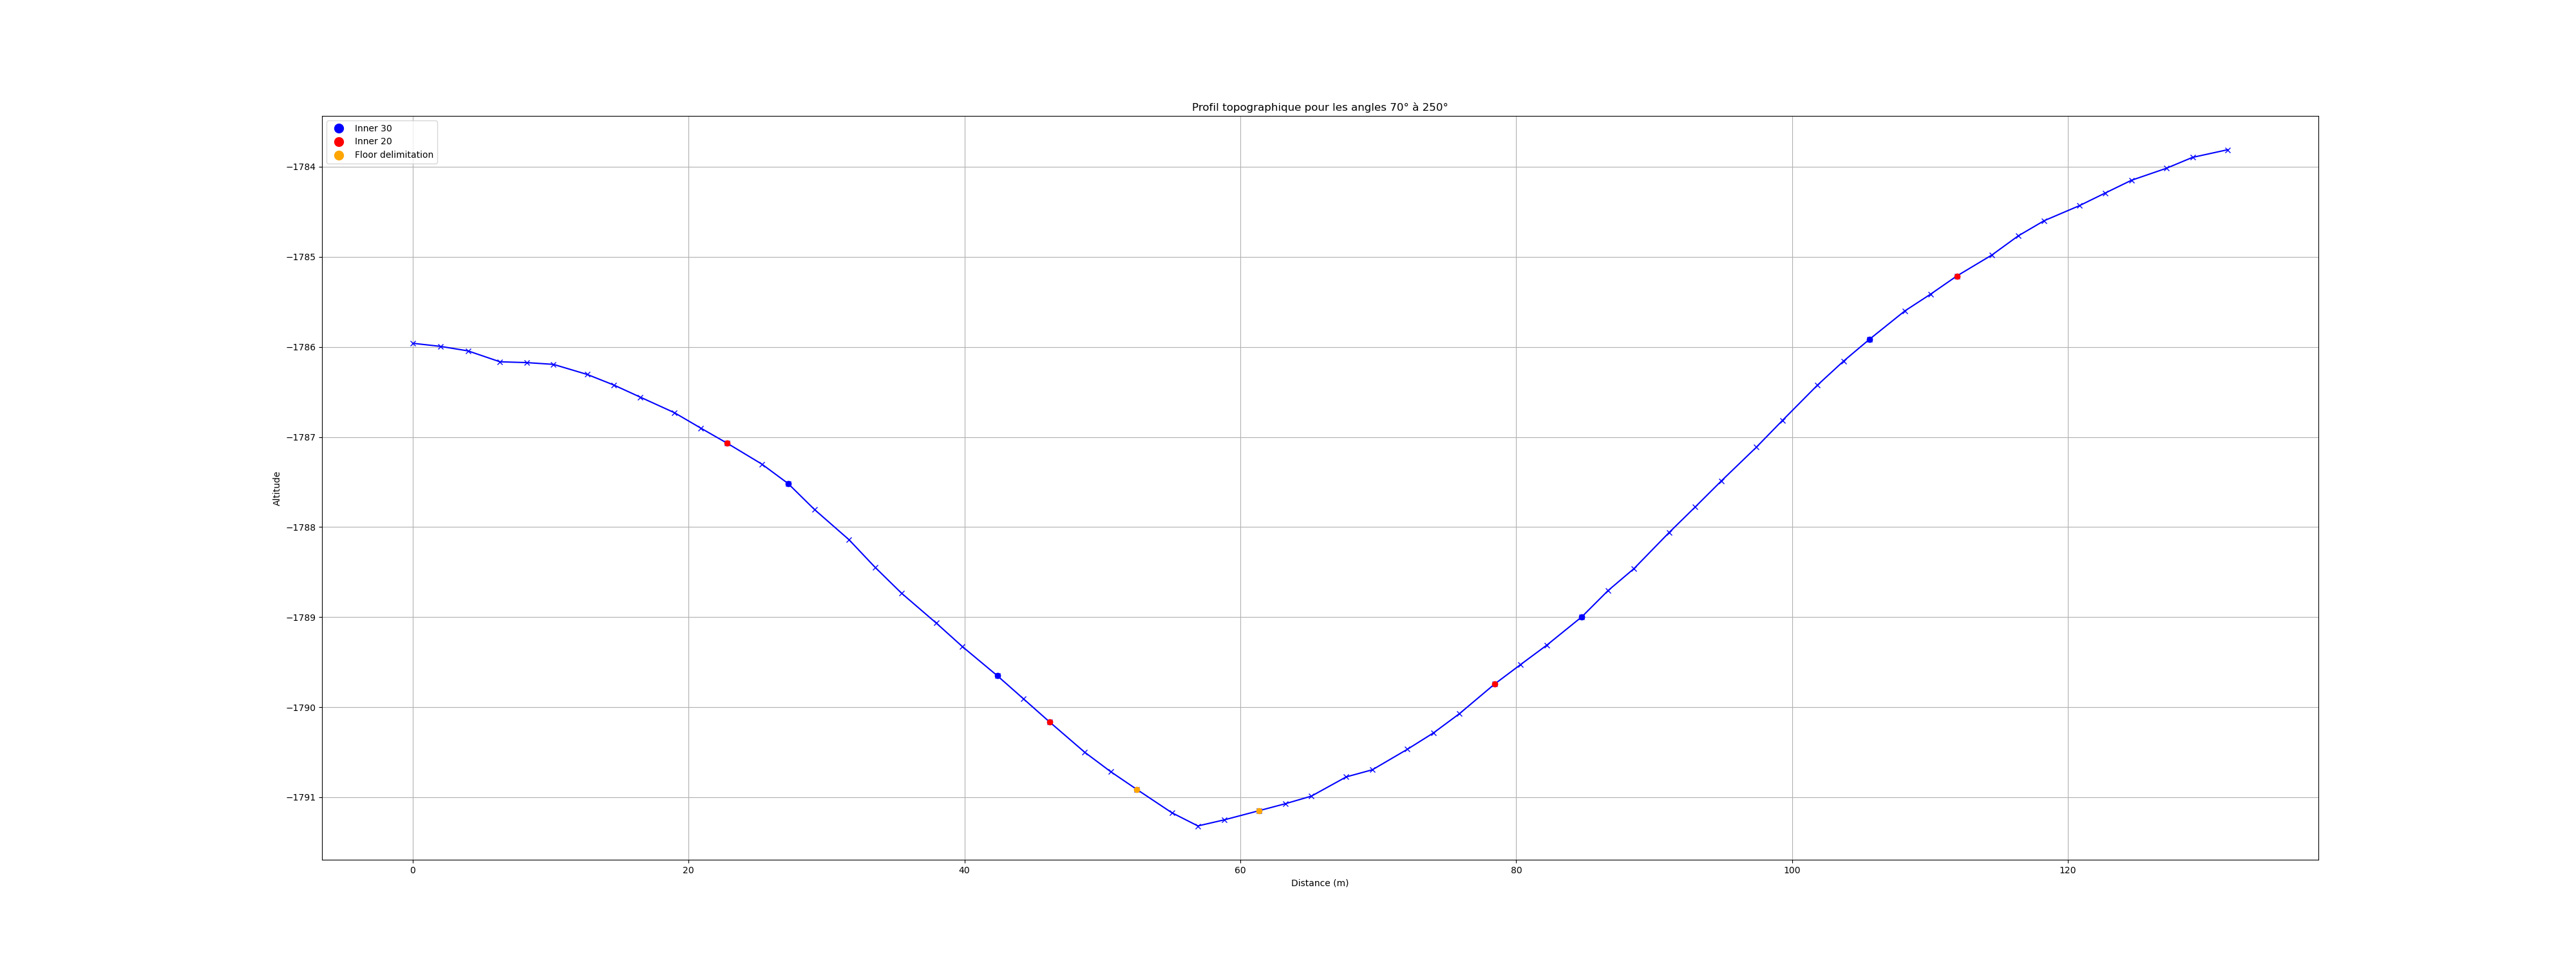 Profil topographique pour les angles 70° à 250°
Inner 30
Inner 20
Floor delimitation
−1784
−1785
−1786
−1787
−1788
−1789
−1790
−1791
Altitude
0 20 40 60 80 100 120
Distance (m)